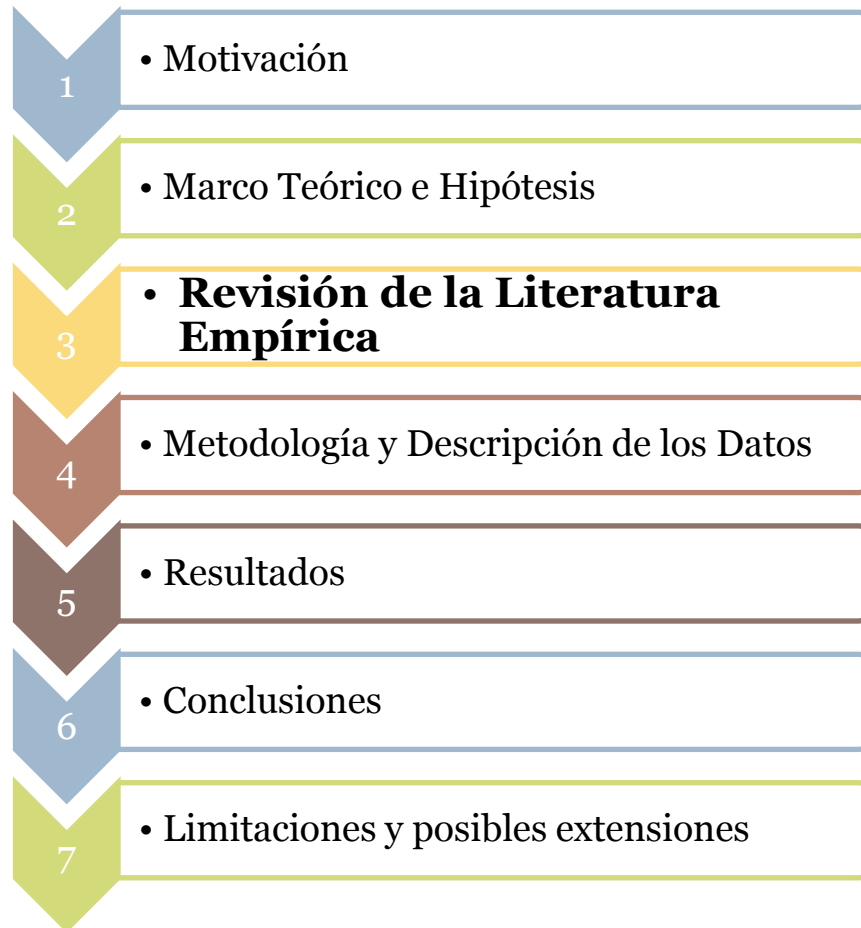 1
• Motivación
2
• Marco Teórico e Hipótesis
3
• Revisión de la Literatura
Empírica
4
• Metodología y Descripción de los Datos
5
• Resultados
6
• Conclusiones
7
• Limitaciones y posibles extensiones